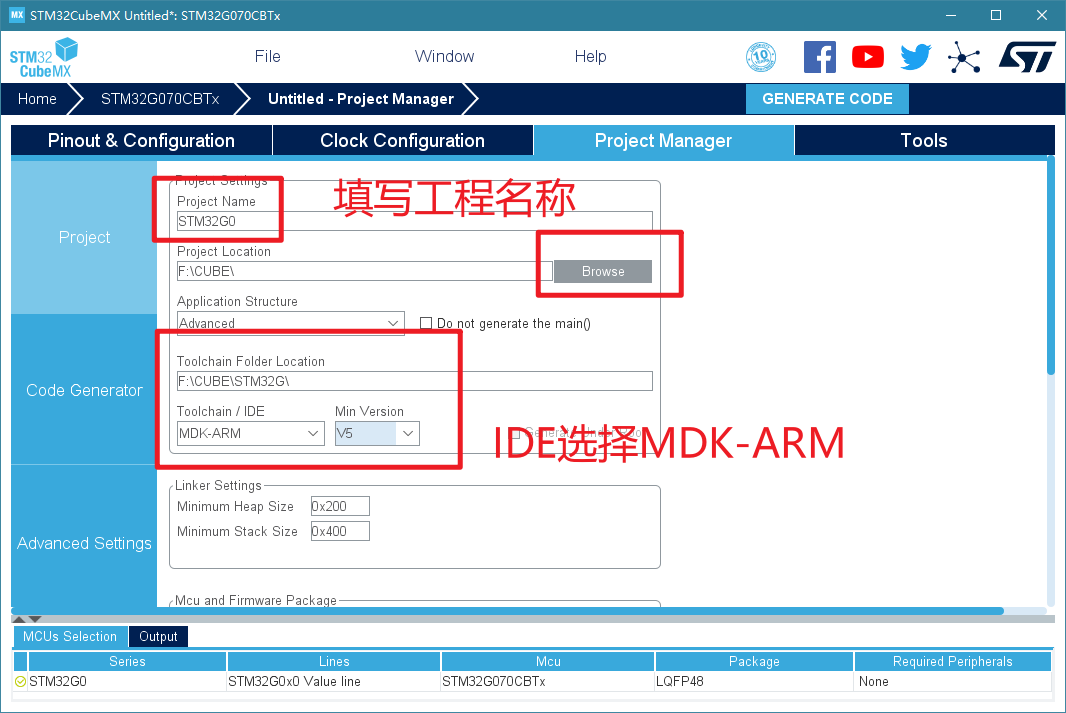 MX STM32CubeMX Untitled*: STM32G070CBTx
STM32 CubeMX
File Window Help
10
ST
Home STM32G070CBTx Untitled - Project Manager GENERATE CODE
Pinout & Configuration Clock Configuration Project Manager Tools
Project
Code Generator
Advanced Settings
Project Settings
Project Name
填写工程名称
STM32G0
Project Location
F:\CUBE\ Browse
Application Structure
Advanced Do not generate the main()
Toolchain Folder Location
F:\CUBE\STM32G\
Toolchain / IDE Min Version
MDK-ARM V5 Generate Under
IDE选择MDK-ARM
Linker Settings
Minimum Heap Size 0x200
Minimum Stack Size 0x400
Mcu and Firmware Package
MCUs Selection Output
Series Lines Mcu Package Required Peripherals
STM32G0 STM32G0x0 Value line STM32G070CBTx LQFP48 None